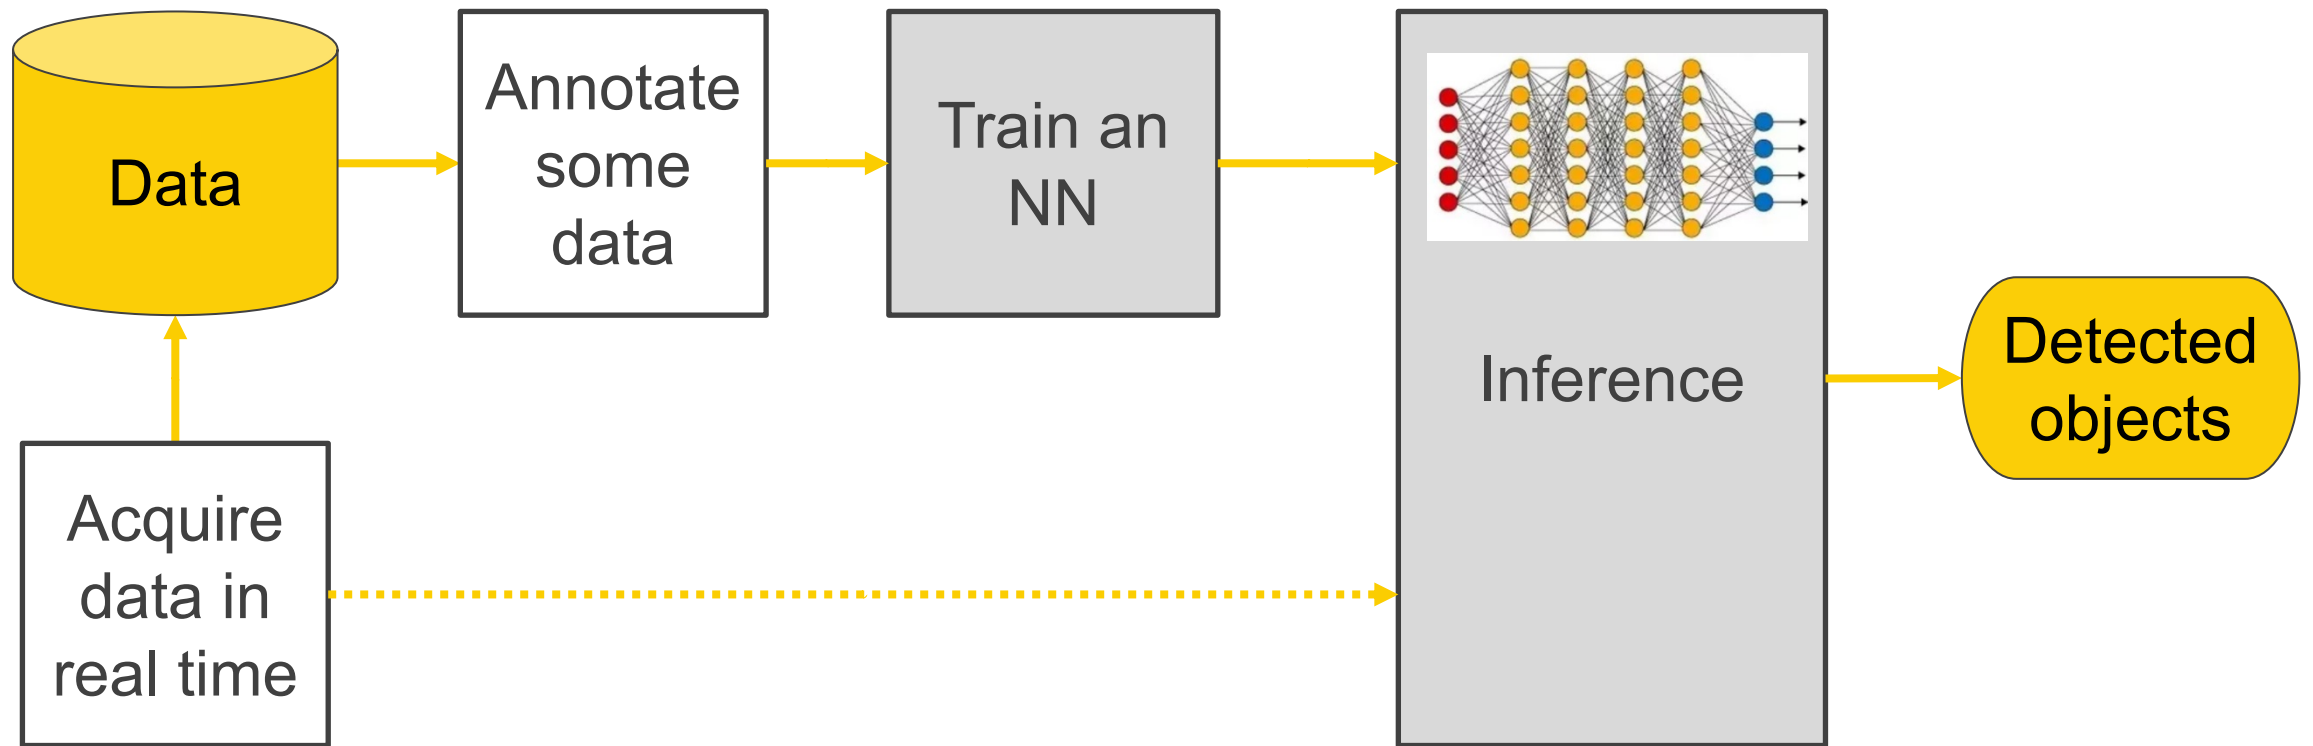 Data
Annotate
some
data
Train an
NN
Inference
Detected
objects
Acquire
data in
real time